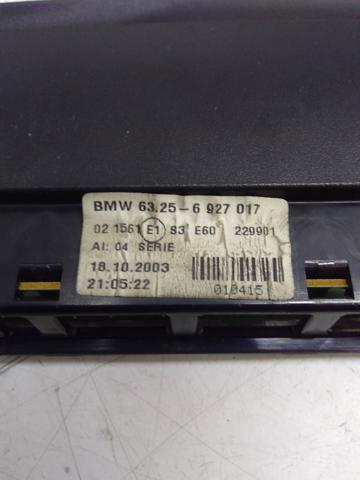 BMW 63.25-6 927 017
02 1561 E1 S3 E60 229901
AI: 04 SERIE
18.10.2003
21:05:22
010415